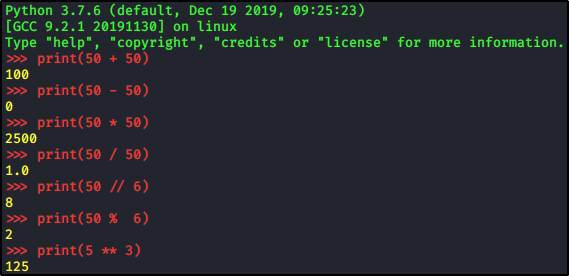 Python 3.7.6 (default, Dec 19 2019, 09:25:23)
[GCC 9.2.1 20191130] on linux
Type "help", "copyright", "credits" or "license" for more information.
>>> print(50 + 50)
100
>>> print(50 - 50)
0
>>> print(50 * 50)
2500
>>> print(50 / 50)
1.0
>>> print(50 // 6)
8
>>> print(50 %  6)
2
>>> print(5 ** 3)
125